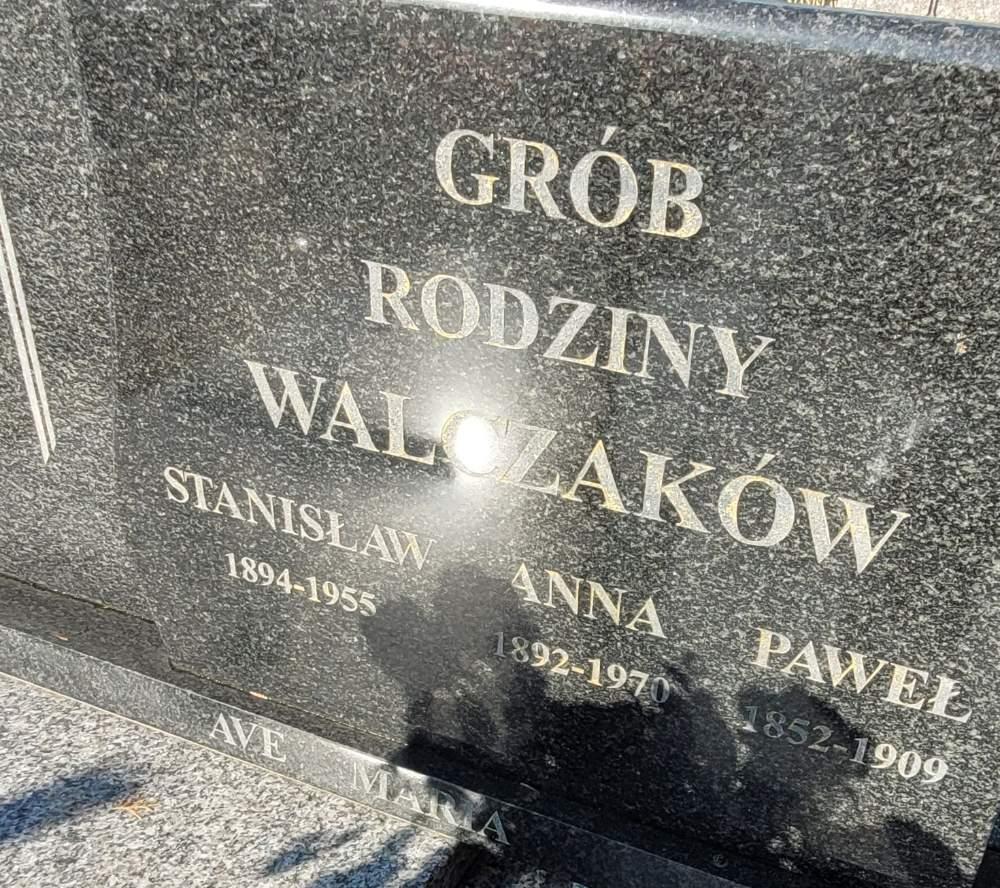 GRÓB
RODZINY
WALCZAKÓW
STANISŁAW
1894-1955
ANNA
1892-1970
PAWEŁ
1852-1909
AVE MARIA